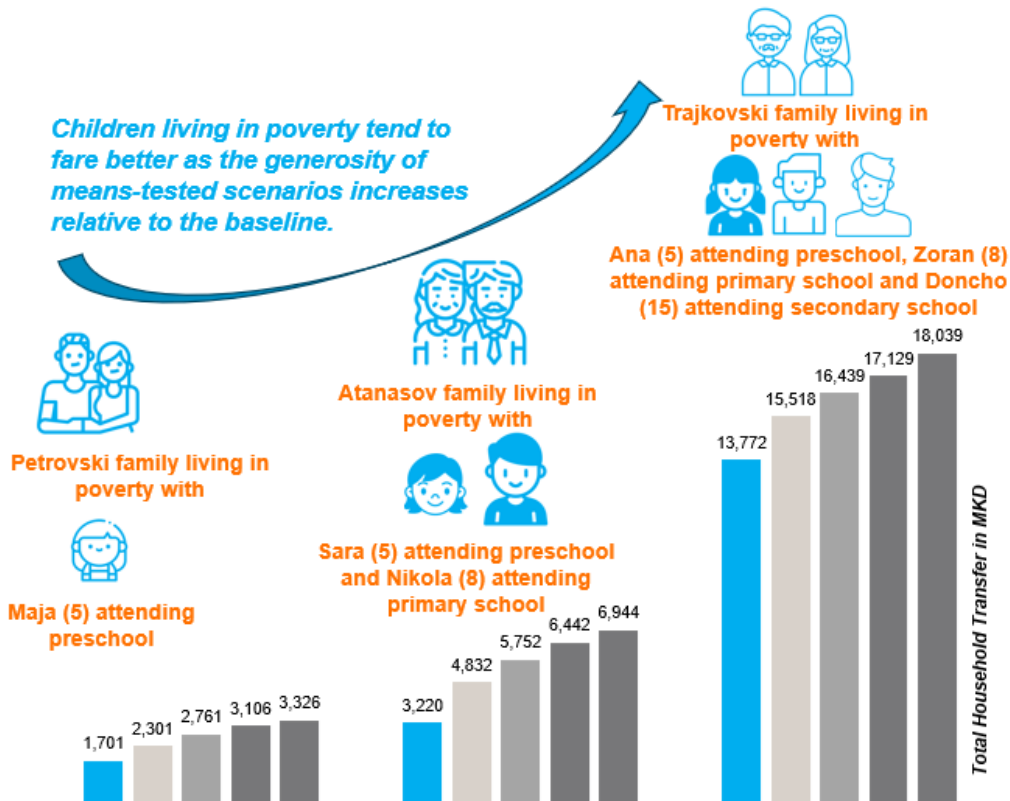 Children living in poverty tend to
fare better as the generosity of
means-tested scenarios increases
relative to the baseline.
Petrovski family living in
poverty with
Maja (5) attending
preschool
1,701
2,301
2,761
3,106
3,326
Atanasov family living in
poverty with
Sara (5) attending preschool
and Nikola (8) attending
primary school
3,220
4,832
5,752
6,442
6,944
Trajkovski family living in
poverty with
Ana (5) attending preschool, Zoran (8)
attending primary school and Doncho
(15) attending secondary school
13,772
15,518
16,439
17,129
18,039
Total Household Transfer in MKD